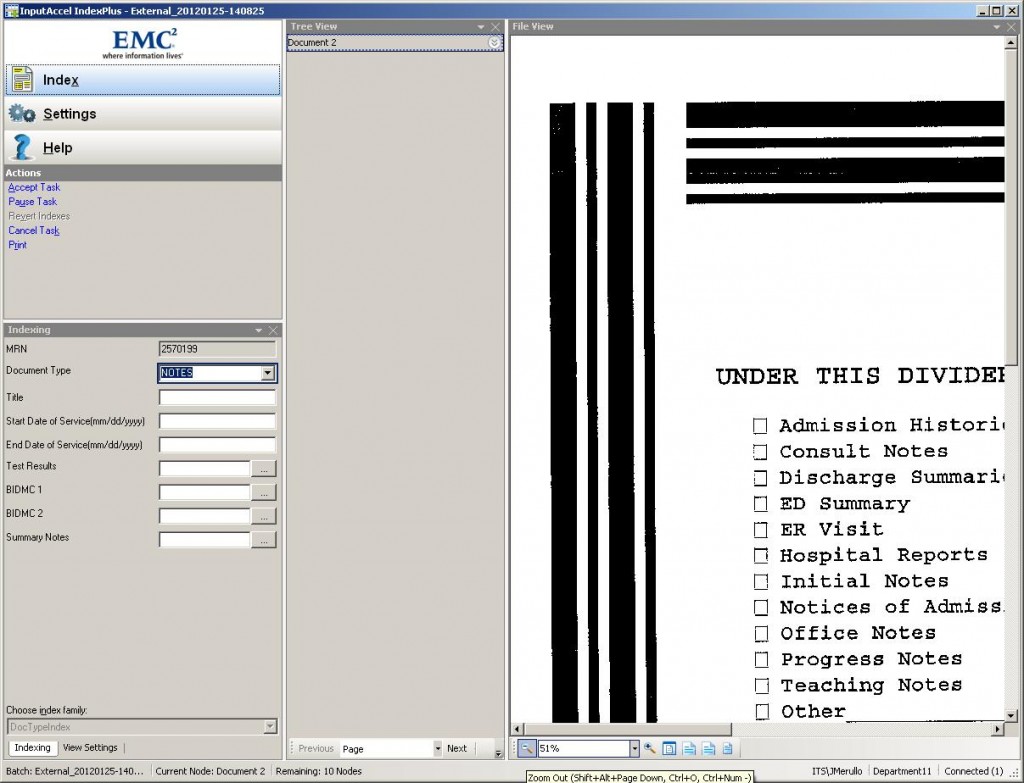 InputAccel IndexPlus - External_20120125-140825
EMC²
where information lives®
Index
Settings
Help
Actions
Accept Task
Pause Task
Revert Indexes
Cancel Task
Print
Indexing
MRN 2570199
Document Type NOTES
Title
Start Date of Service(mm/dd/yyyy)
End Date of Service(mm/dd/yyyy)
Test Results ...
BIDMC 1 ...
BIDMC 2 ...
Summary Notes ...
Choose index family:
DocTypeIndex
Indexing View Settings
Tree View
Document 2
Previous Page Next
File View
UNDER THIS DIVIDER
Admission Histori
Consult Notes
Discharge Summari
ED Summary
ER Visit
Hospital Reports
Initial Notes
Notices of Admiss
Office Notes
Progress Notes
Teaching Notes
Other
51%
Batch: External_20120125-140... Current Node: Document 2 Remaining: 10 Nodes
Zoom Out (Shift+Alt+Page Down, Ctrl+O, Ctrl+Num -)
ITS\JMerullo Department11 Connected (1)